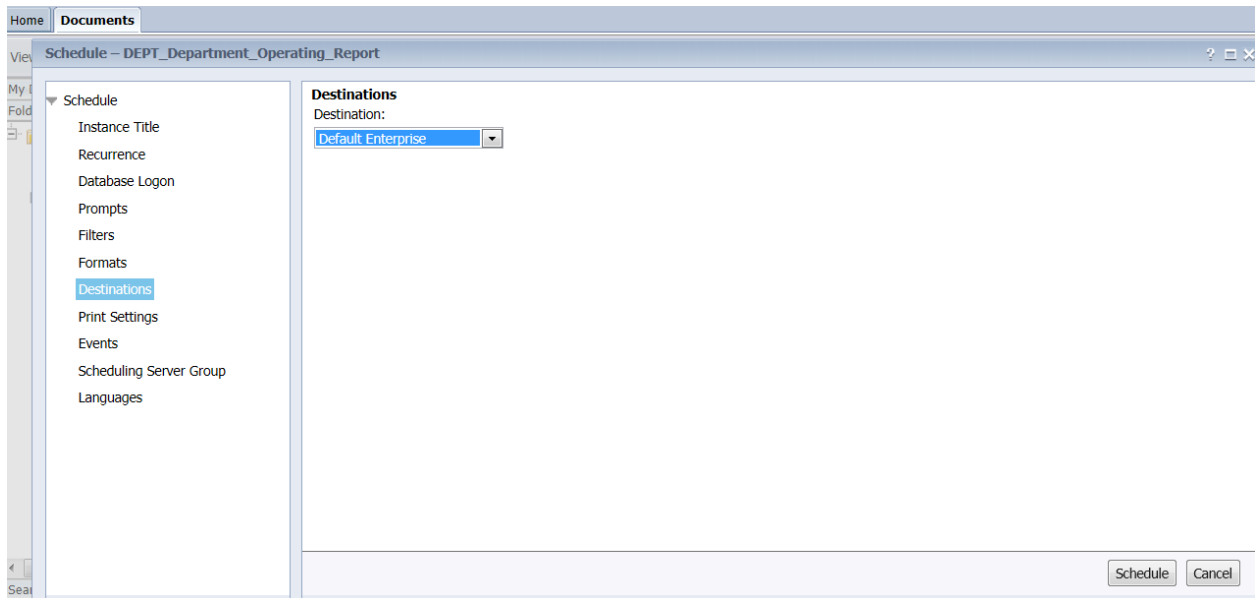 Home Documents
Schedule – DEPT_Department_Operating_Report ?
Schedule
Instance Title
Recurrence
Database Logon
Prompts
Filters
Formats
Destinations
Print Settings
Events
Scheduling Server Group
Languages
Destinations
Destination:
Default Enterprise
Schedule Cancel